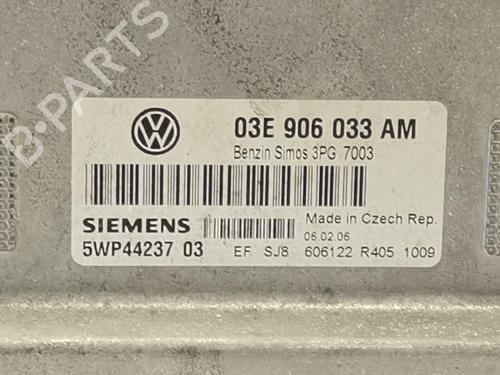 B-PARTS
03E 906 033 AM
Benzin Simos 3PG 7003
SIEMENS
Made in Czech Rep.
06.02.06
5WP44237 03
EF SJ8 606122 R405 1009